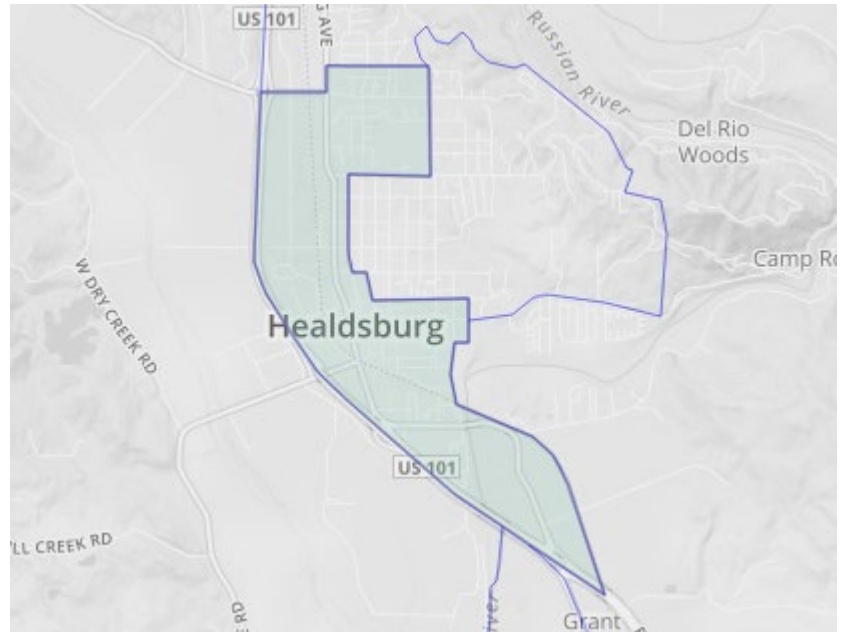 US 101
G AVE
Russian River
Del Rio
Woods
Camp Ro
W DRY CREEK RD
Healdsburg
US 101
LL CREEK RD
E RD
iver
Grant